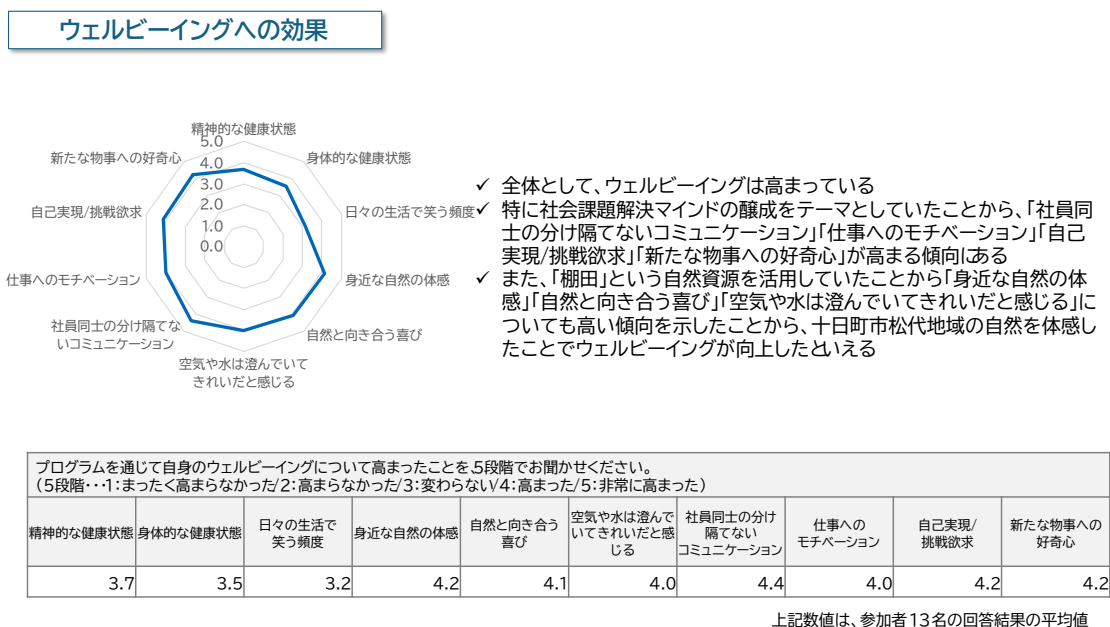 ウェルビーイングへの効果
精神的な健康状態
5.0
4.0
3.0
2.0
1.0
0.0
身体的な健康状態
日々の生活で笑う頻度
身近な自然の体感
自然と向き合う喜び
空気や水は澄んでいて
きれいだと感じる
社員同士の分け隔てな
いコミュニケーション
仕事へのモチベーション
自己実現/挑戦欲求
新たな物事への好奇心
✓ 全体として、ウェルビーイングは高まっている
✓ 特に社会課題解決マインドの醸成をテーマとしていたことから、「社員同
士の分け隔てないコミュニケーション」「仕事へのモチベーション」「自己
実現/挑戦欲求」「新たな物事への好奇心」が高まる傾向にある
✓ また、「棚田」という自然資源を活用していたことから「身近な自然の体
感」「自然と向き合う喜び」「空気や水は澄んでいてきれいだと感じる」に
ついても高い傾向を示したことから、十日町市松代地域の自然を体感し
たことでウェルビーイングが向上したといえる
プログラムを通じて自身のウェルビーイングについて高まったことを、5段階でお聞かせください。
(5段階・・・1:まったく高まらなかった/2:高まらなかった/3:変わらない/4:高まった/5:非常に高まった)
精神的な健康状態
身体的な健康状態
日々の生活で
笑う頻度
身近な自然の体感
自然と向き合う
喜び
空気や水は澄んで
いてきれいだと感
じる
社員同士の分け
隔てない
コミュニケーション
仕事への
モチベーション
自己実現/
挑戦欲求
新たな物事への
好奇心
3.7 3.5 3.2 4.2 4.1 4.0 4.4 4.0 4.2 4.2
上記数値は、参加者13名の回答結果の平均値